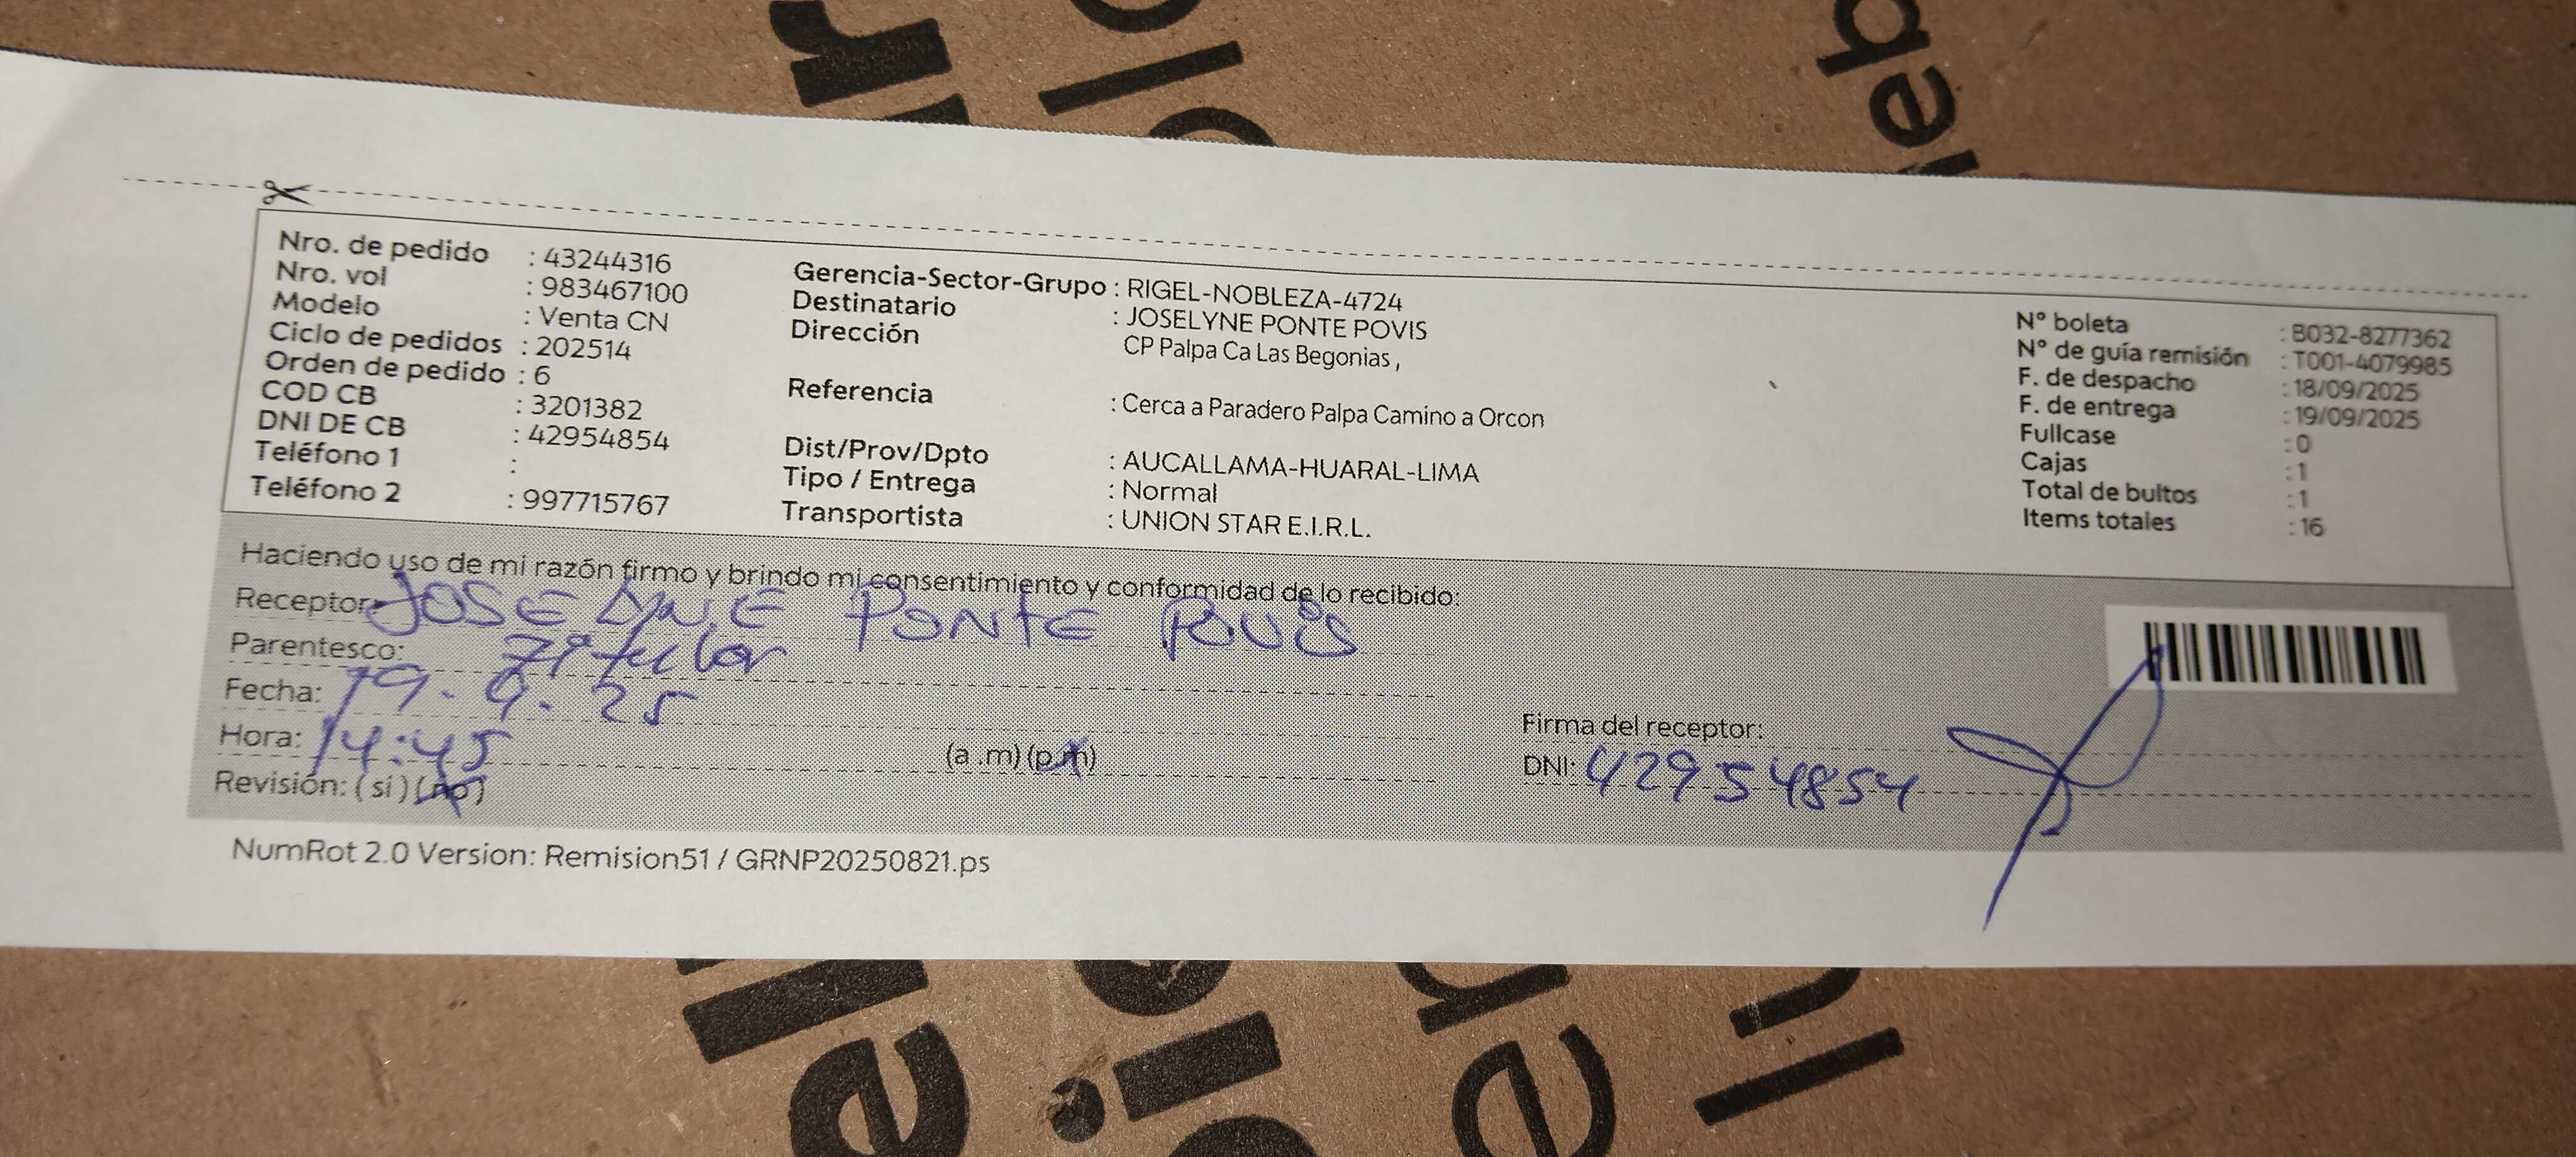 Nro. de pedido : 43244316
Nro. vol : 983467100
Modelo : Venta CN
Ciclo de pedidos : 202514
Orden de pedido : 6
COD CB : 3201382
DNI DE CB : 42954854
Teléfono 1 :
Teléfono 2 : 997715767
Gerencia-Sector-Grupo : RIGEL-NOBLEZA-4724
Destinatario : JOSELYNE PONTE POVIS
Dirección CP Palpa Ca Las Begonias ,
Referencia : Cerca a Paradero Palpa Camino a Orcon
Dist/Prov/Dpto : AUCALLAMA-HUARAL-LIMA
Tipo / Entrega : Normal
Transportista : UNION STAR E.I.R.L.
N° boleta : B032-8277362
N° de guía remisión : T001-4079985
F. de despacho : 18/09/2025
F. de entrega : 19/09/2025
Fullcase : 0
Cajas : 1
Total de bultos : 1
Items totales : 16
Haciendo uso de mi razón firmo y brindo mi consentimiento y conformidad de lo recibido:
Receptor: PONTE POVIS
Parentesco: Titular
Fecha: 19.9.25
Hora: 14:45 (a .m) (p.m)
Revisión: ( si ) ( no )
Firma del receptor:
DNI: 42954854
NumRot 2.0 Version: Remision51 / GRNP20250821.ps